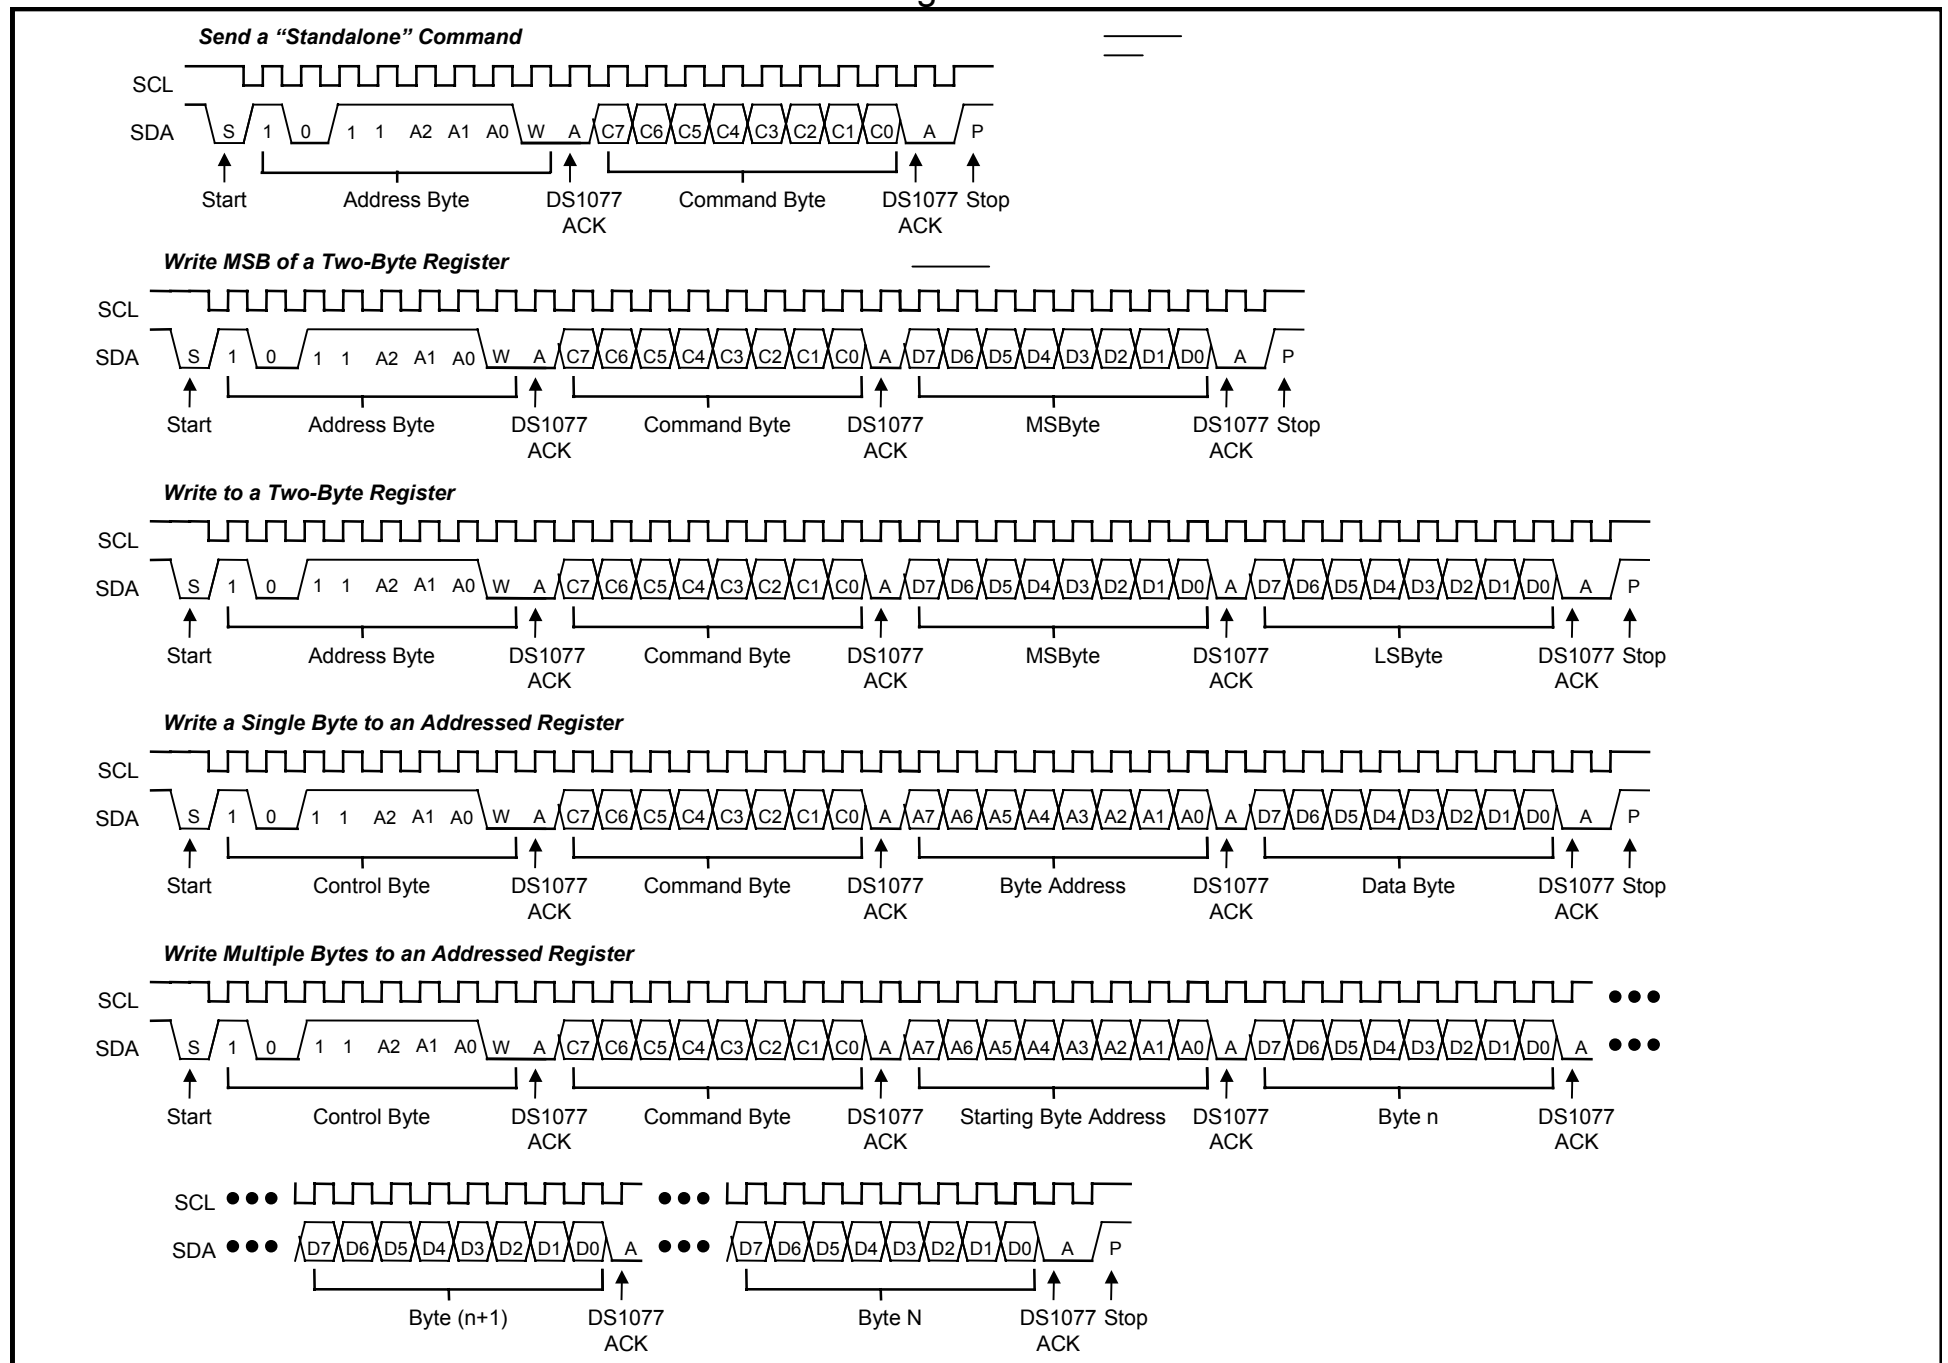 Send a “Standalone” Command
SCL
SDA S 1 0 1 1 A2 A1 A0 W A C7 C6 C5 C4 C3 C2 C1 C0 A P
Start Address Byte DS1077 Command Byte DS1077 Stop
ACK ACK
Write MSB of a Two-Byte Register
SCL
SDA S 1 0 1 1 A2 A1 A0 W A C7 C6 C5 C4 C3 C2 C1 C0 A D7 D6 D5 D4 D3 D2 D1 D0 A P
Start Address Byte DS1077 Command Byte DS1077 MSByte DS1077 Stop
ACK ACK ACK
Write to a Two-Byte Register
SCL
SDA S 1 0 1 1 A2 A1 A0 W A C7 C6 C5 C4 C3 C2 C1 C0 A D7 D6 D5 D4 D3 D2 D1 D0 A D7 D6 D5 D4 D3 D2 D1 D0 A P
Start Address Byte DS1077 Command Byte DS1077 MSByte DS1077 LSByte DS1077 Stop
ACK ACK ACK ACK
Write a Single Byte to an Addressed Register
SCL
SDA S 1 0 1 1 A2 A1 A0 W A C7 C6 C5 C4 C3 C2 C1 C0 A A7 A6 A5 A4 A3 A2 A1 A0 A D7 D6 D5 D4 D3 D2 D1 D0 A P
Start Control Byte DS1077 Command Byte DS1077 Byte Address DS1077 Data Byte DS1077 Stop
ACK ACK ACK ACK
Write Multiple Bytes to an Addressed Register
SCL
SDA S 1 0 1 1 A2 A1 A0 W A C7 C6 C5 C4 C3 C2 C1 C0 A A7 A6 A5 A4 A3 A2 A1 A0 A D7 D6 D5 D4 D3 D2 D1 D0 A
Start Control Byte DS1077 Command Byte DS1077 Starting Byte Address DS1077 Byte n DS1077
ACK ACK ACK ACK
SCL
SDA D7 D6 D5 D4 D3 D2 D1 D0 A D7 D6 D5 D4 D3 D2 D1 D0 A P
Byte (n+1) DS1077 Byte N DS1077 Stop
ACK ACK